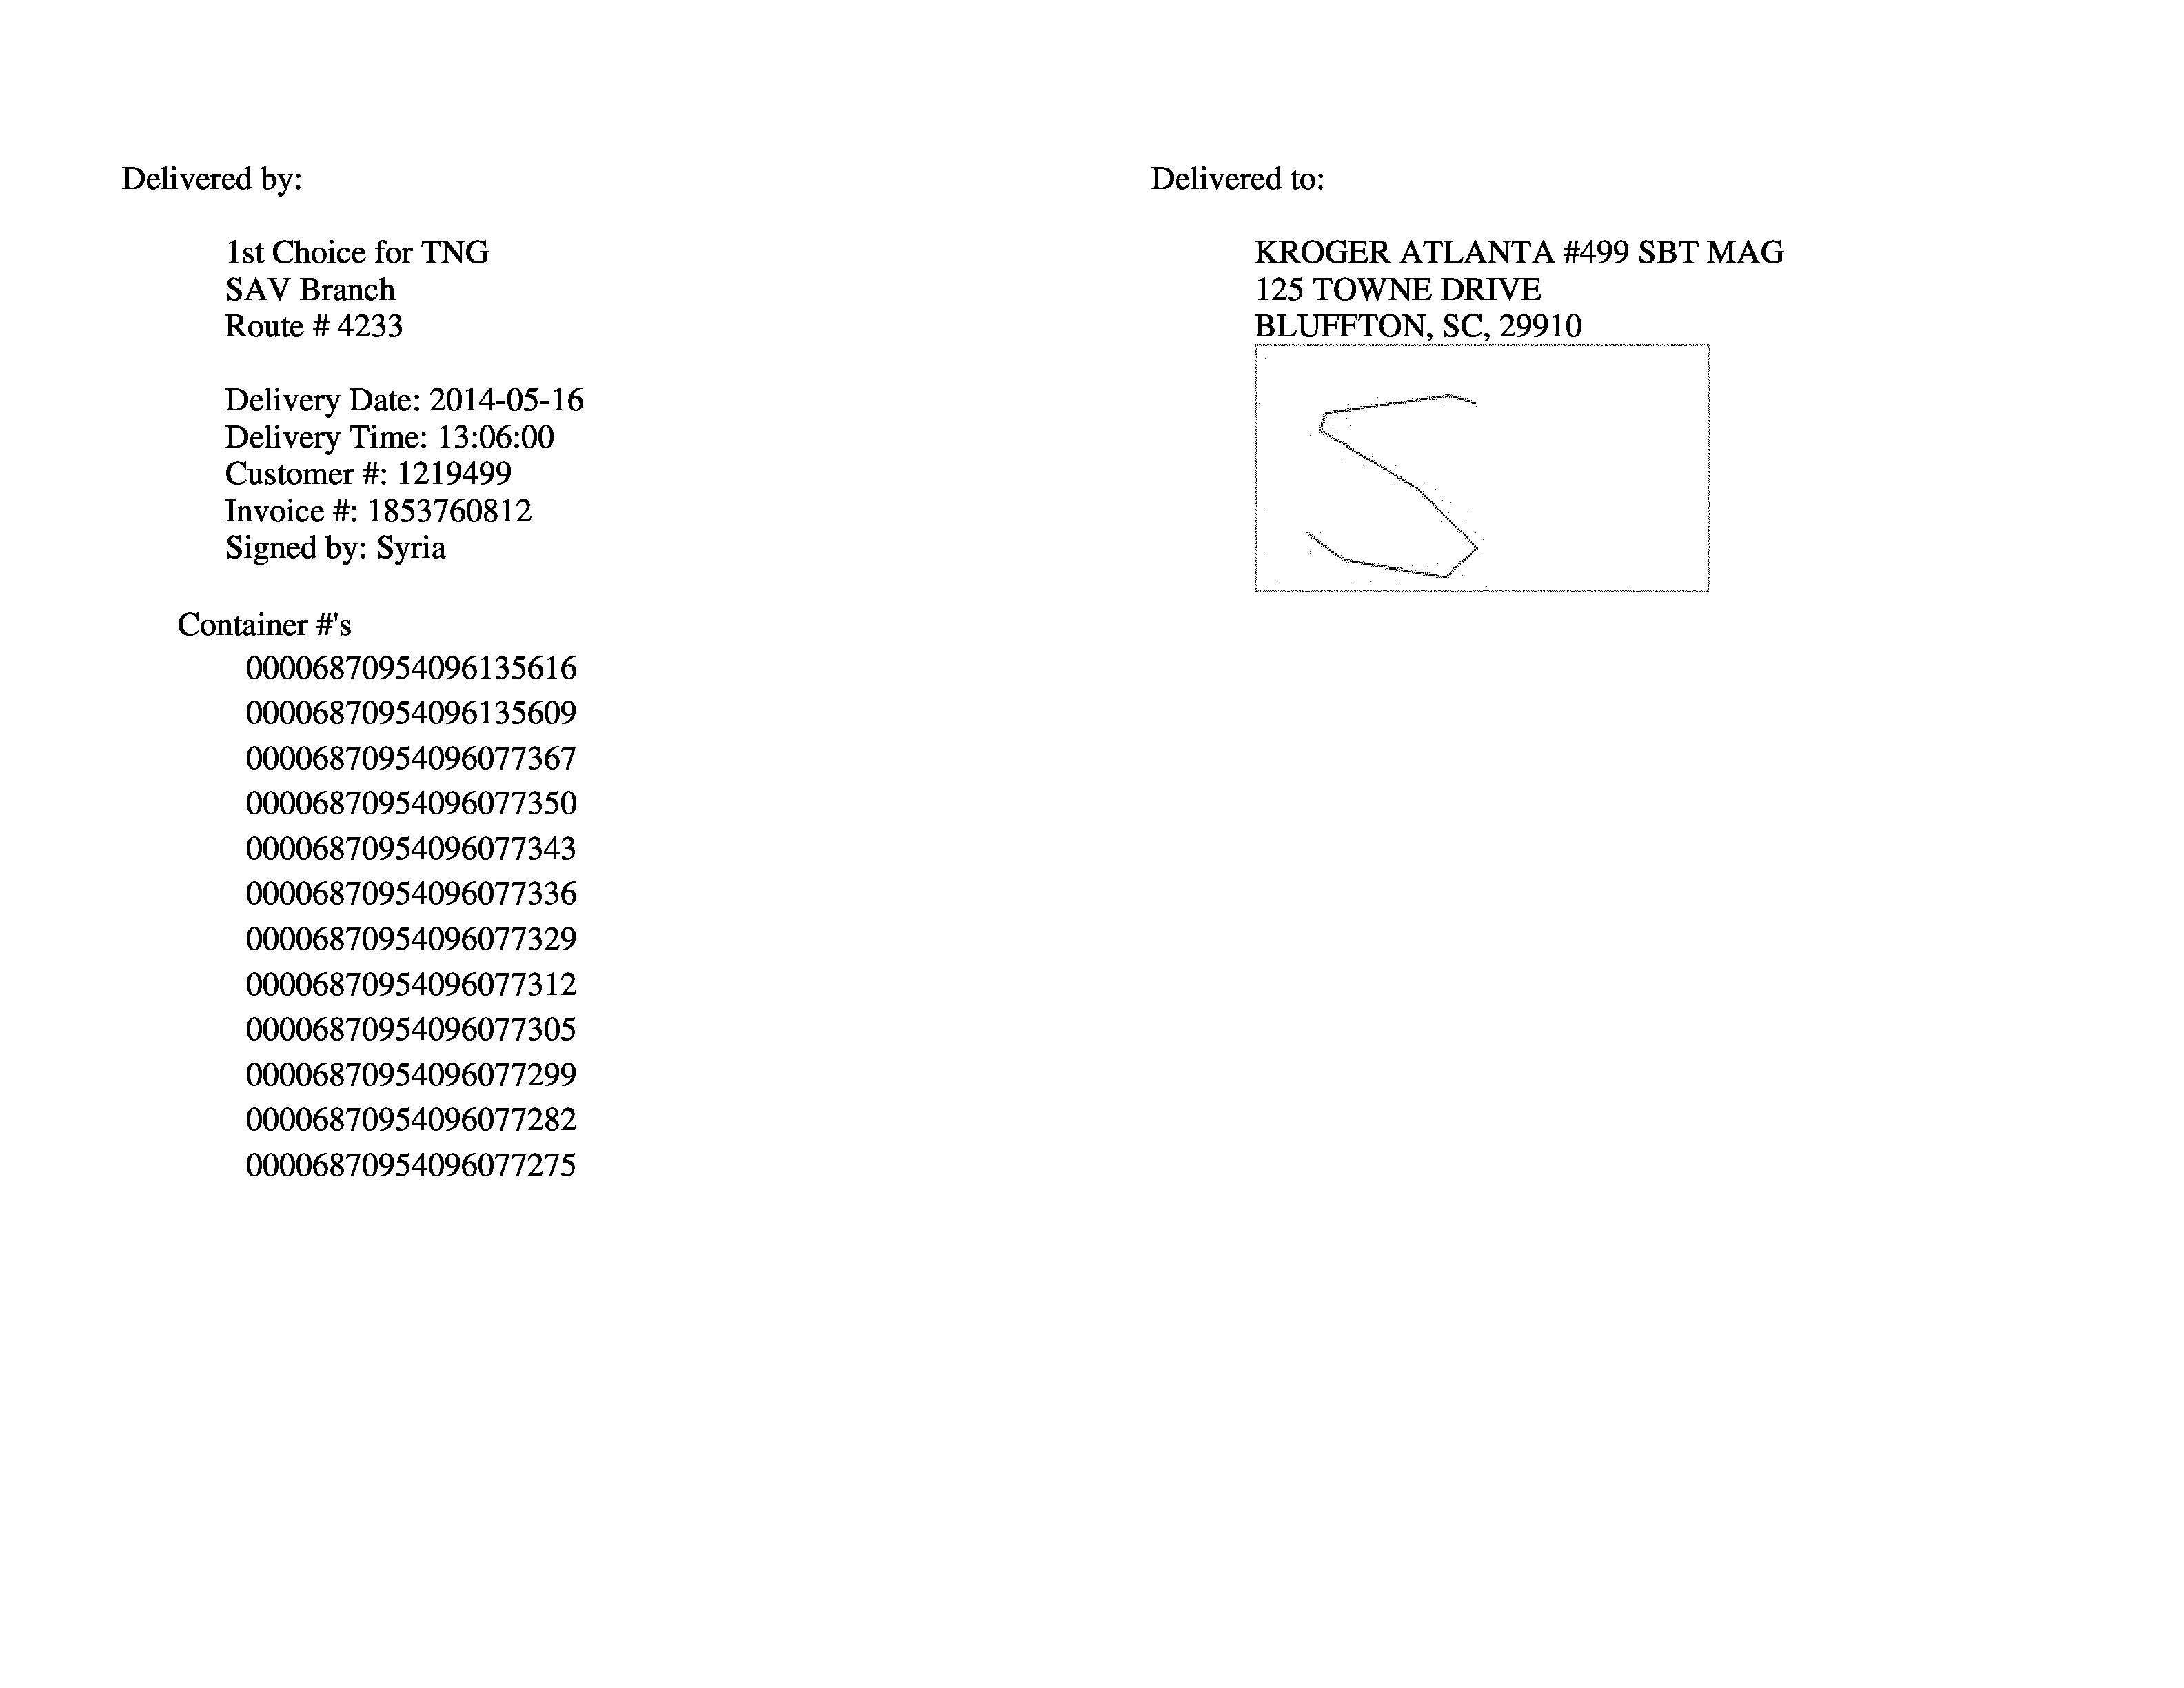 Delivered by:
1st Choice for TNG
SAV Branch
Route # 4233
Delivery Date: 2014-05-16
Delivery Time: 13:06:00
Customer #: 1219499
Invoice #: 1853760812
Signed by: Syria
Container #'s
00006870954096135616
00006870954096135609
00006870954096077367
00006870954096077350
00006870954096077343
00006870954096077336
00006870954096077329
00006870954096077312
00006870954096077305
00006870954096077299
00006870954096077282
00006870954096077275
Delivered to:
KROGER ATLANTA #499 SBT MAG
125 TOWNE DRIVE
BLUFFTON, SC, 29910
S